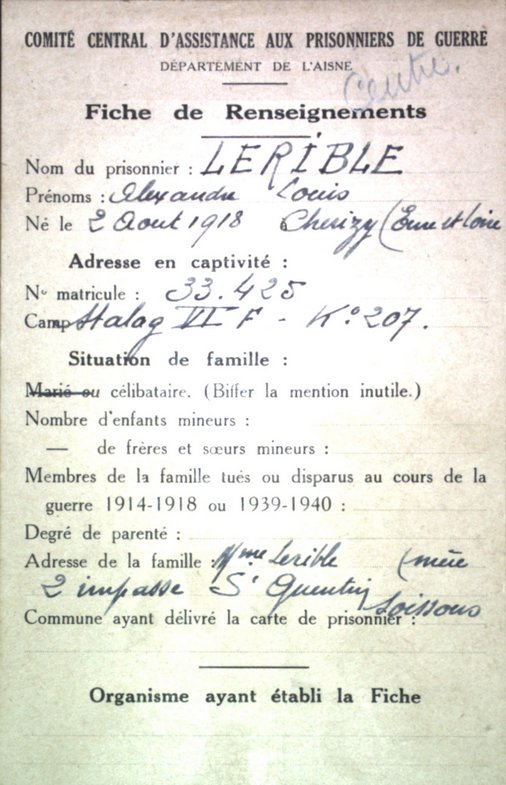 COMITÉ CENTRAL D'ASSISTANCE AUX PRISONNIERS DE GUERRE
DÉPARTEMENT DE L'AISNE
Centre.
Fiche de Renseignements
Nom du prisonnier : LERIBLE
Prénoms : Alexandre Louis
Né le 2 Aout 1918 Cherizy (Eure et Loire
Adresse en captivité :
No matricule : 33.425
Camp Stalag VI F - Ko 207.
Situation de famille :
Marié ou célibataire. (Biffer la mention inutile.)
Nombre d'enfants mineurs :
— de frères et sœurs mineurs :
Membres de la famille tués ou disparus au cours de la
guerre 1914-1918 ou 1939-1940 :
Degré de parenté :
Adresse de la famille : Mme Lerible (mère
2 impasse St Quentin Soissons
Commune ayant délivré la carte de prisonnier :
Organisme ayant établi la Fiche